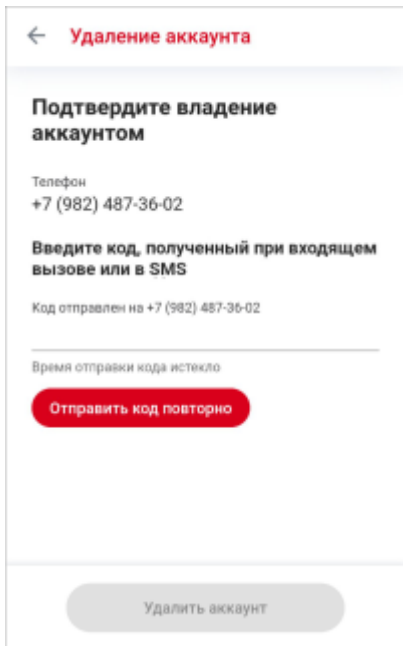 Удаление аккаунта
Подтвердите владение
аккаунтом
Телефон
+7 (982) 487-36-02
Введите код, полученный при входящем
вызове или в SMS
Код отправлен на +7 (982) 487-36-02
Время отправки кода истекло
Отправить код повторно
Удалить аккаунт